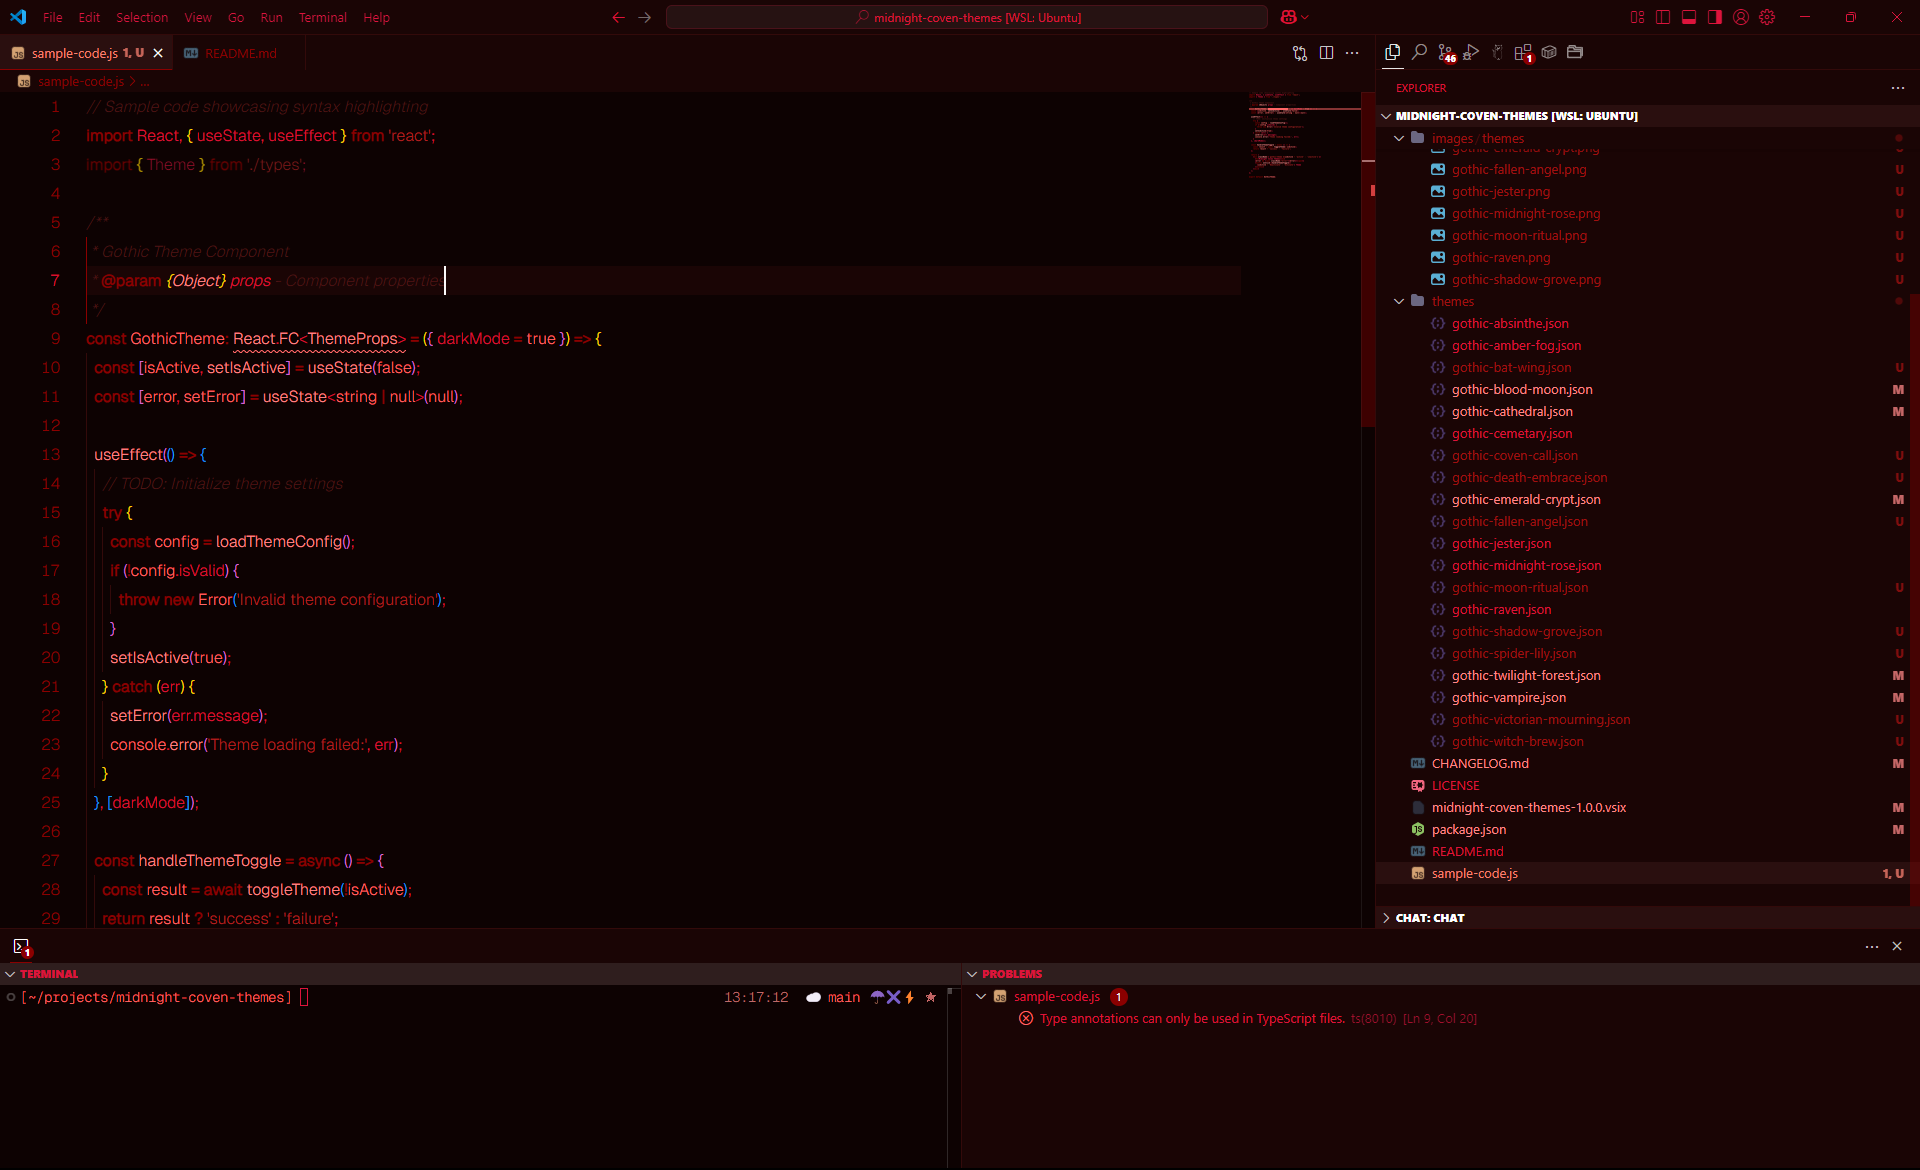 File Edit Selection View Go Run Terminal Help
midnight-coven-themes [WSL: Ubuntu]
sample-code.js 1, U
README.md
sample-code.js > ...
1 // Sample code showcasing syntax highlighting
2 import React, { useState, useEffect } from 'react';
3 import { Theme } from './types';
4
5 /**
6 * Gothic Theme Component
7 * @param {Object} props - Component properties
8 */
9 const GothicTheme: React.FC<ThemeProps> = ({ darkMode = true }) => {
10 const [isActive, setIsActive] = useState(false);
11 const [error, setError] = useState<string | null>(null);
12
13 useEffect(() => {
14 // TODO: Initialize theme settings
15 try {
16 const config = loadThemeConfig();
17 if (!config.isValid) {
18 throw new Error('Invalid theme configuration');
19 }
20 setIsActive(true);
21 } catch (err) {
22 setError(err.message);
23 console.error('Theme loading failed:', err);
24 }
25 }, [darkMode]);
26
27 const handleThemeToggle = async () => {
28 const result = await toggleTheme(!isActive);
29 return result ? 'success' : 'failure';
46
1
EXPLORER
MIDNIGHT-COVEN-THEMES [WSL: UBUNTU]
images / themes
gothic-emerald-crypt.png U
gothic-fallen-angel.png U
gothic-jester.png U
gothic-midnight-rose.png U
gothic-moon-ritual.png U
gothic-raven.png U
gothic-shadow-grove.png U
themes
gothic-absinthe.json
gothic-amber-fog.json
gothic-bat-wing.json U
gothic-blood-moon.json M
gothic-cathedral.json M
gothic-cemetary.json
gothic-coven-call.json U
gothic-death-embrace.json U
gothic-emerald-crypt.json M
gothic-fallen-angel.json U
gothic-jester.json
gothic-midnight-rose.json
gothic-moon-ritual.json U
gothic-raven.json
gothic-shadow-grove.json U
gothic-spider-lily.json U
gothic-twilight-forest.json M
gothic-vampire.json M
gothic-victorian-mourning.json U
gothic-witch-brew.json U
CHANGELOG.md M
LICENSE
midnight-coven-themes-1.0.0.vsix M
package.json M
README.md
sample-code.js 1, U
CHAT: CHAT
1
TERMINAL
[~/projects/midnight-coven-themes] 13:17:12 main
PROBLEMS
sample-code.js 1
Type annotations can only be used in TypeScript files. ts(8010) [Ln 9, Col 20]